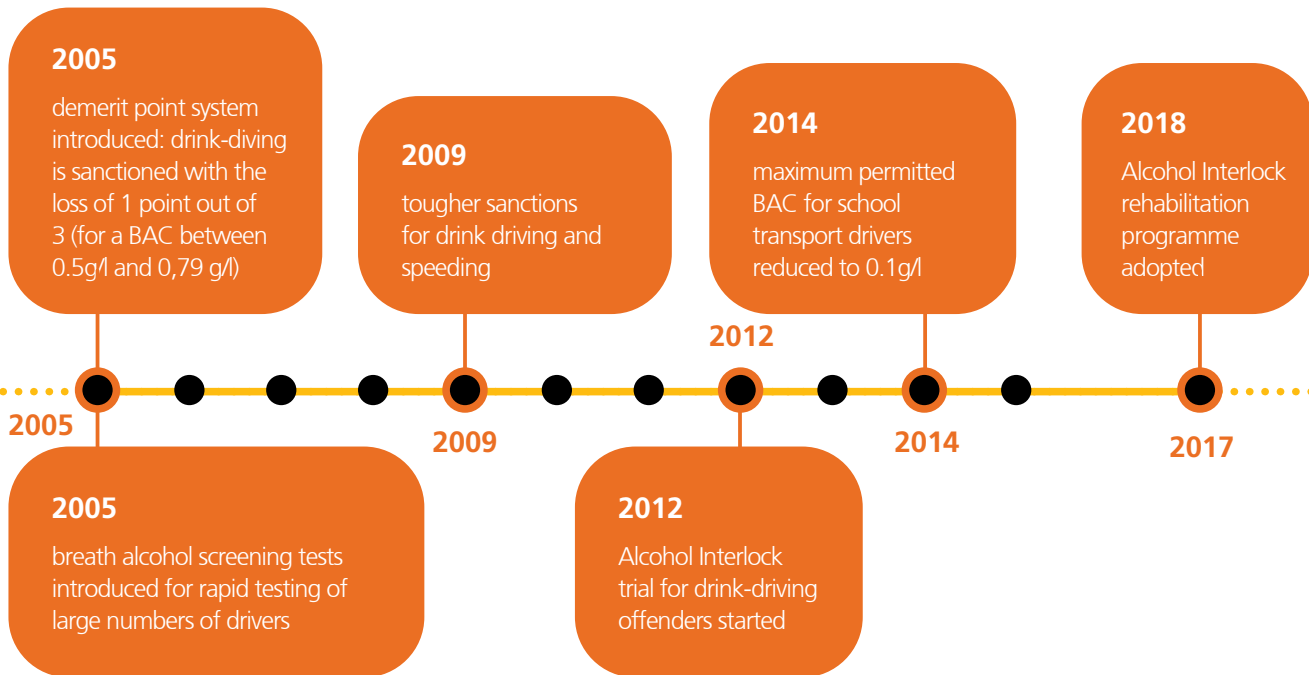 2005
demerit point system
introduced: drink-diving
is sanctioned with the
loss of 1 point out of
3 (for a BAC between
0.5g/l and 0,79 g/l)
2009
tougher sanctions
for drink driving and
speeding
2014
maximum permitted
BAC for school
transport drivers
reduced to 0.1g/l
2018
Alcohol Interlock
rehabilitation
programme
adopted
2012
2005
2009
2014
2017
2005
breath alcohol screening tests
introduced for rapid testing of
large numbers of drivers
2012
Alcohol Interlock
trial for drink-driving
offenders started